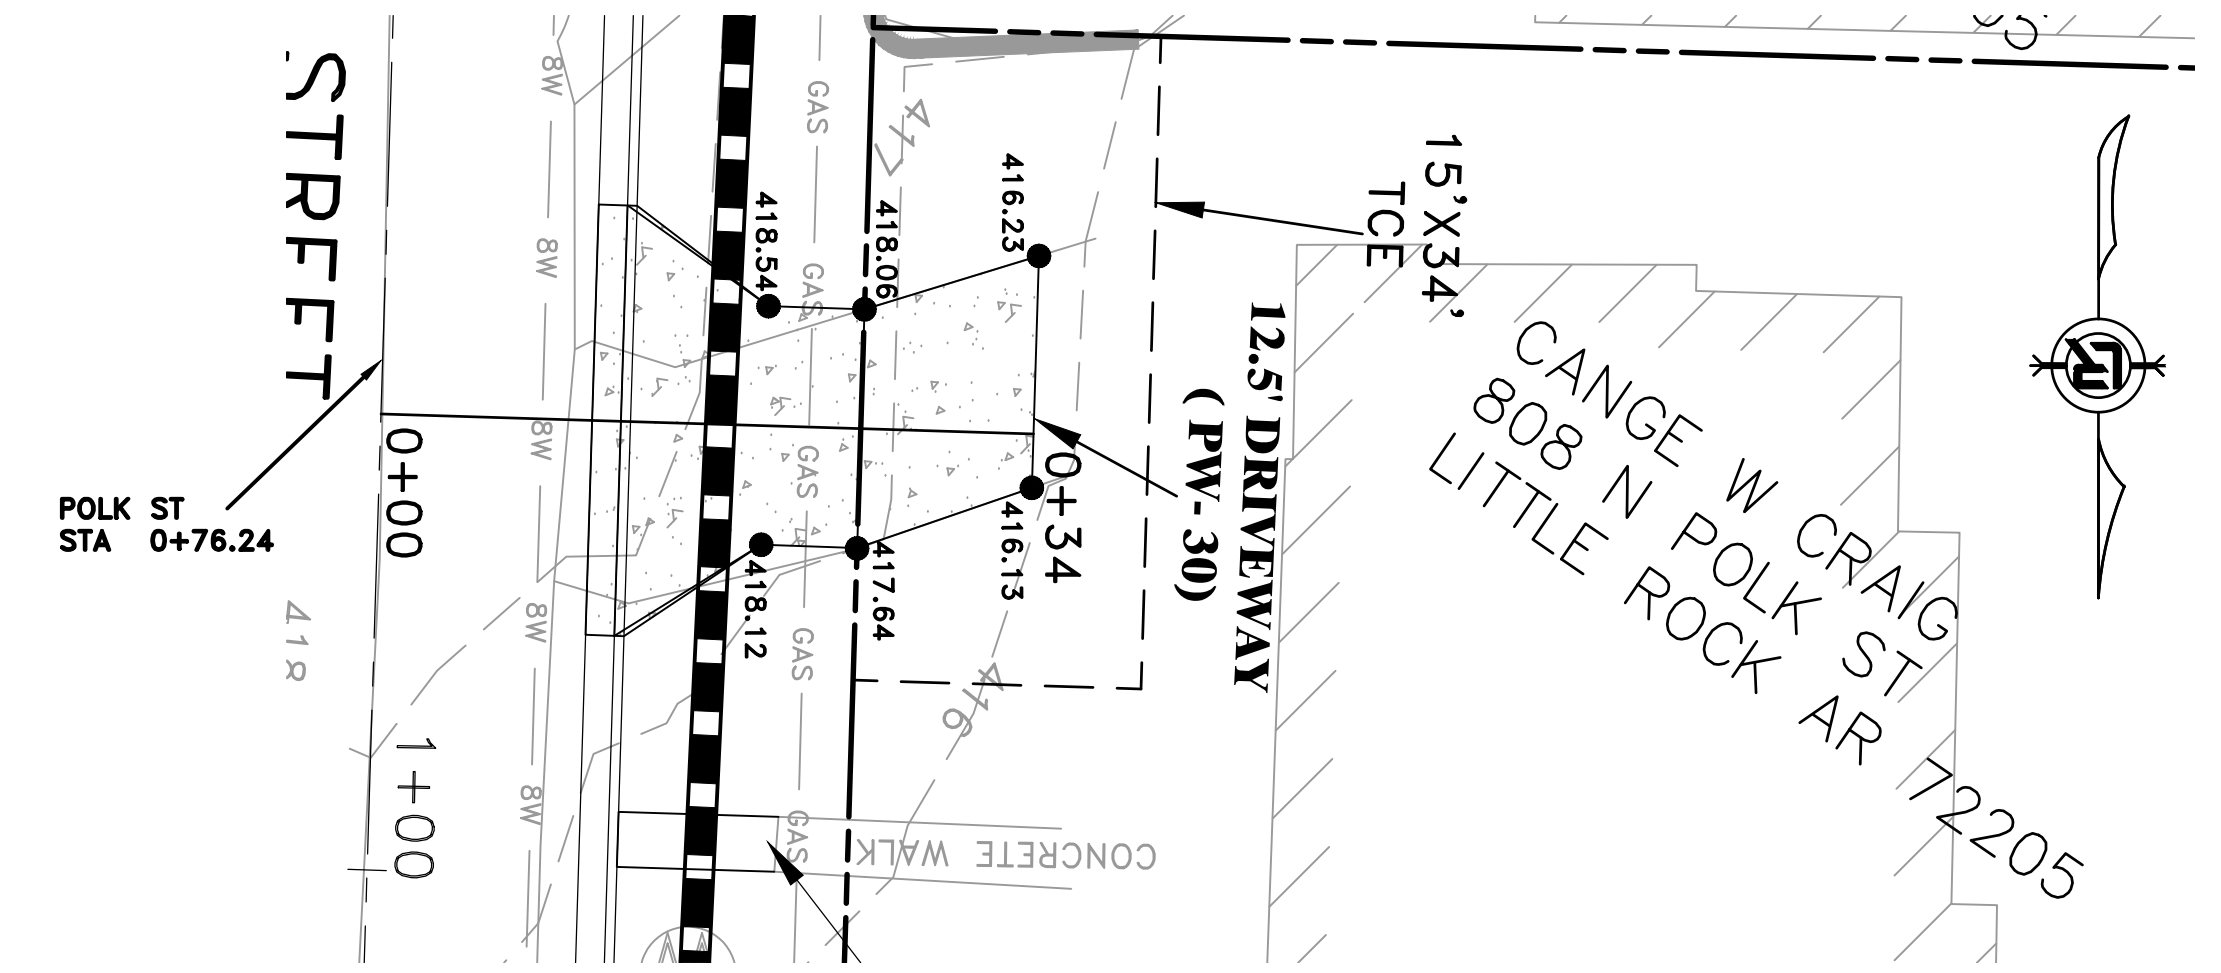 STREET
POLK ST
STA 0+76.24
0+00
1+00
418
8W
8W
8W
8W
8W
GAS
GAS
GAS
GAS
GAS
417
416
418.54
418.06
416.23
418.12
417.64
416.13
0+34
15'X34'
TCE
12.5' DRIVEWAY
( PW-30)
CANGE W CRAIG
808 N POLK ST
LITTLE ROCK AR 72205
CONCRETE WALK